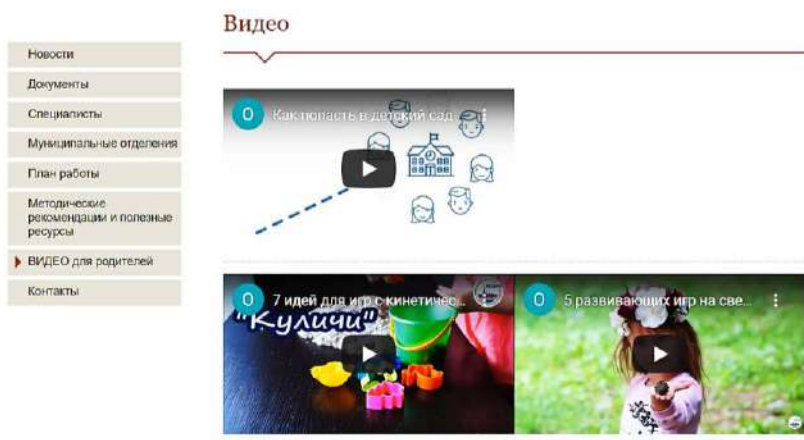 Видео
Новости
Документы
Специалисты
Муниципальные отделения
План работы
Методические
рекомендации и полезные
ресурсы
ВИДЕО для родителей
Контакты
О Как попасть в детский сад
О 7 идей для игр с кинетичес...
"Куличи"
О 5 развивающих игр на све...